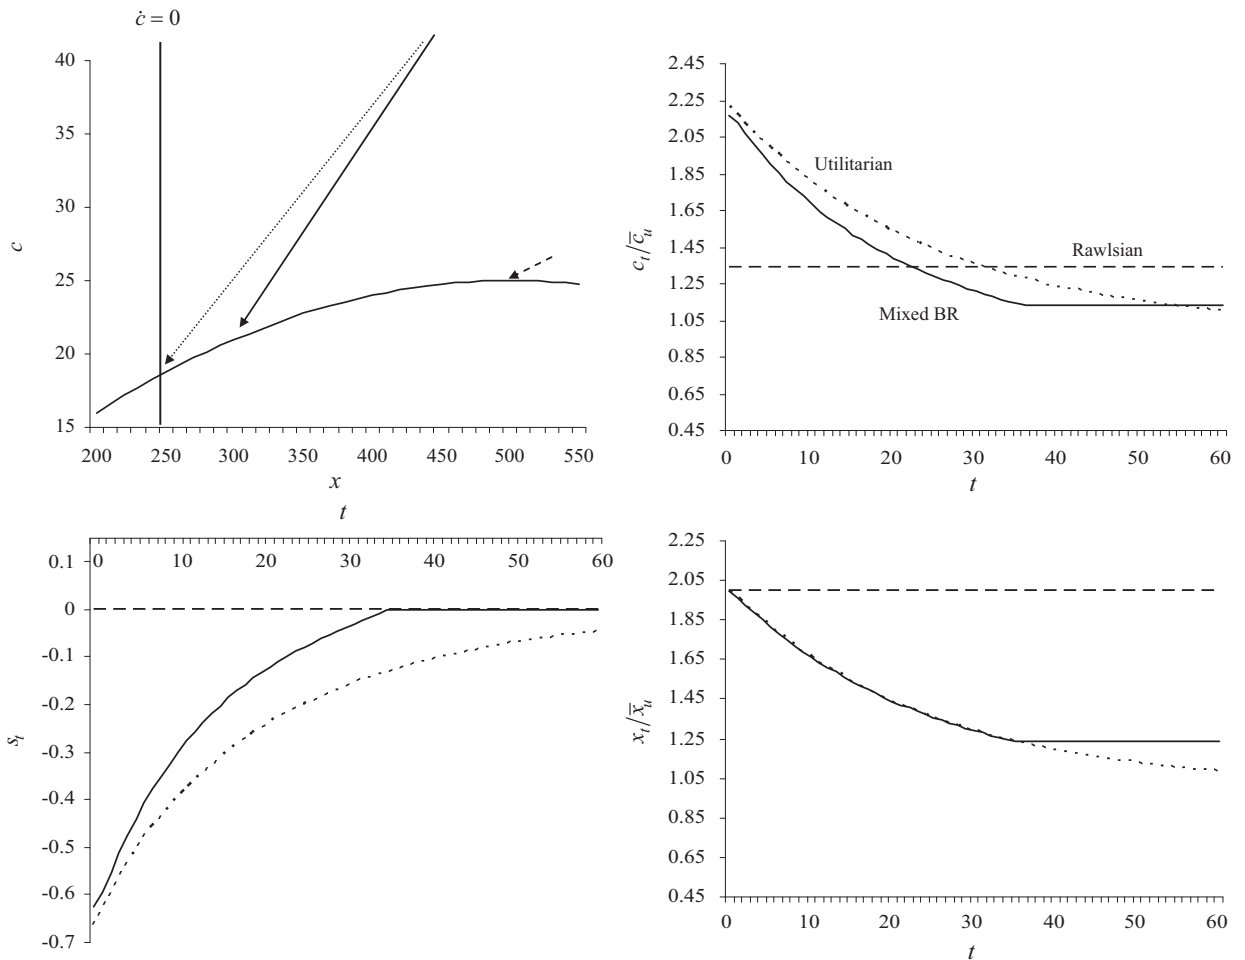 ċ = 0
40
35
30
25
20
15
c
200 250 300 350 400 450 500 550
x
2.45
2.25
2.05
1.85
1.65
1.45
1.25
1.05
0.85
0.65
0.45
c_t/c̅_u
Utilitarian
Rawlsian
Mixed BR
0 10 20 30 40 50 60
t
t
0 10 20 30 40 50 60
0.1
0
-0.1
-0.2
-0.3
-0.4
-0.5
-0.6
-0.7
s_t
2.25
2.05
1.85
1.65
1.45
1.25
1.05
0.85
0.65
0.45
x_t/x̅_u
0 10 20 30 40 50 60
t